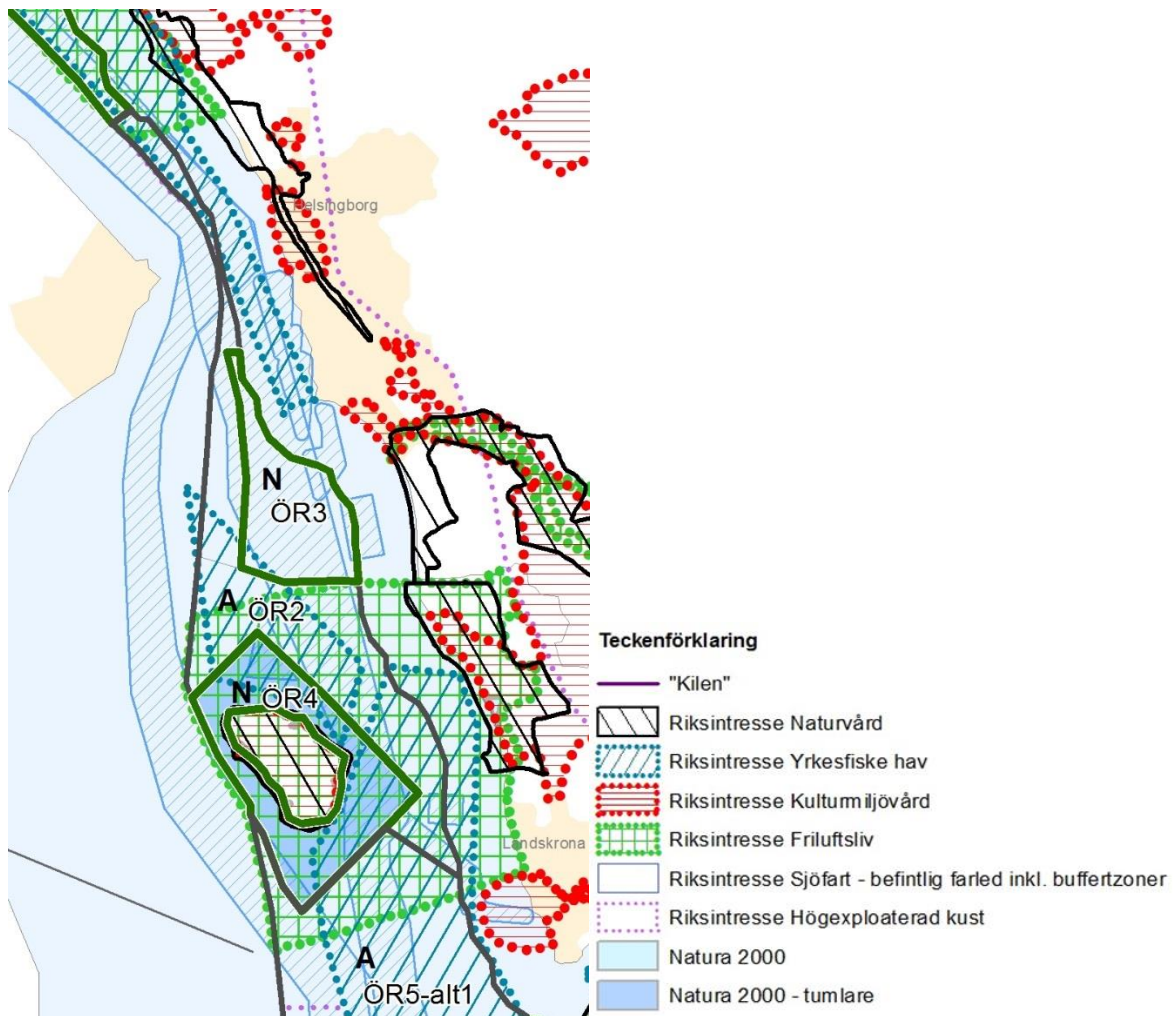 Helsingborg
N
ÖR3
A
ÖR2
N
ÖR4
Landskrona
A
ÖR5-alt1
Teckenförklaring
"Kilen"
Riksintresse Naturvård
Riksintresse Yrkesfiske hav
Riksintresse Kulturmiljövård
Riksintresse Friluftsliv
Riksintresse Sjöfart - befintlig farled inkl. buffertzoner
Riksintresse Högexploaterad kust
Natura 2000
Natura 2000 - tumlare